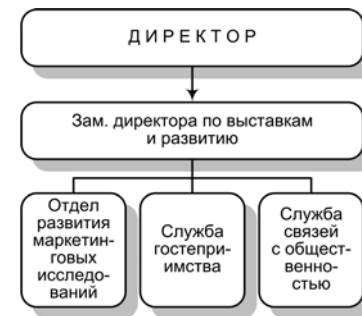 ДИРЕКТОР
Зам. директора по выставкам
и развитию
Отдел
развития
маркетин-
говых
исследо-
ваний
Служба
гостепри-
имства
Служба
связей
с общест-
венно-
стью